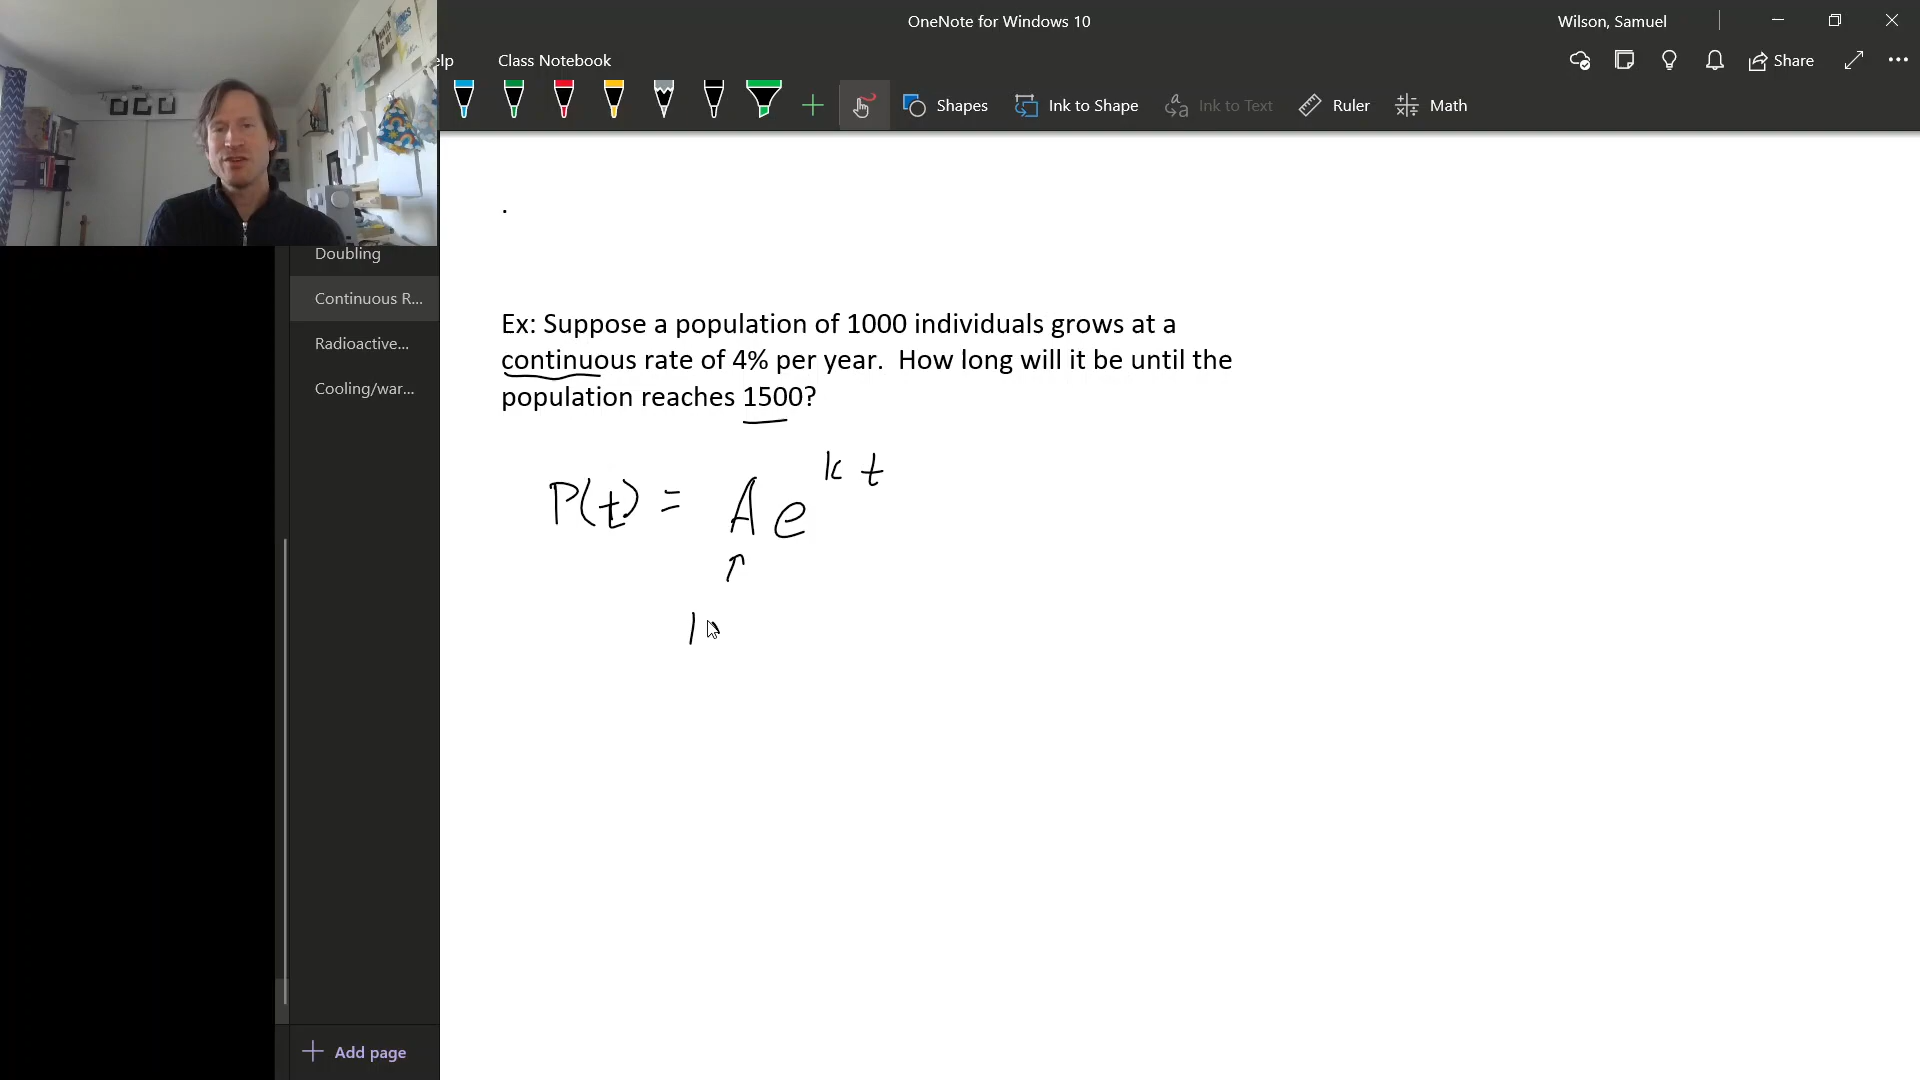 OneNote for Windows 10
Wilson, Samuel
elp
Class Notebook
Share
Shapes
Ink to Shape
Ink to Text
Ruler
Math
Doubling
Continuous R...
Radioactive...
Cooling/war...
.
Ex: Suppose a population of 1000 individuals grows at a
continuous rate of 4% per year. How long will it be until the
population reaches 1500?
P(t) = A e^{k t}
↑
10
Add page